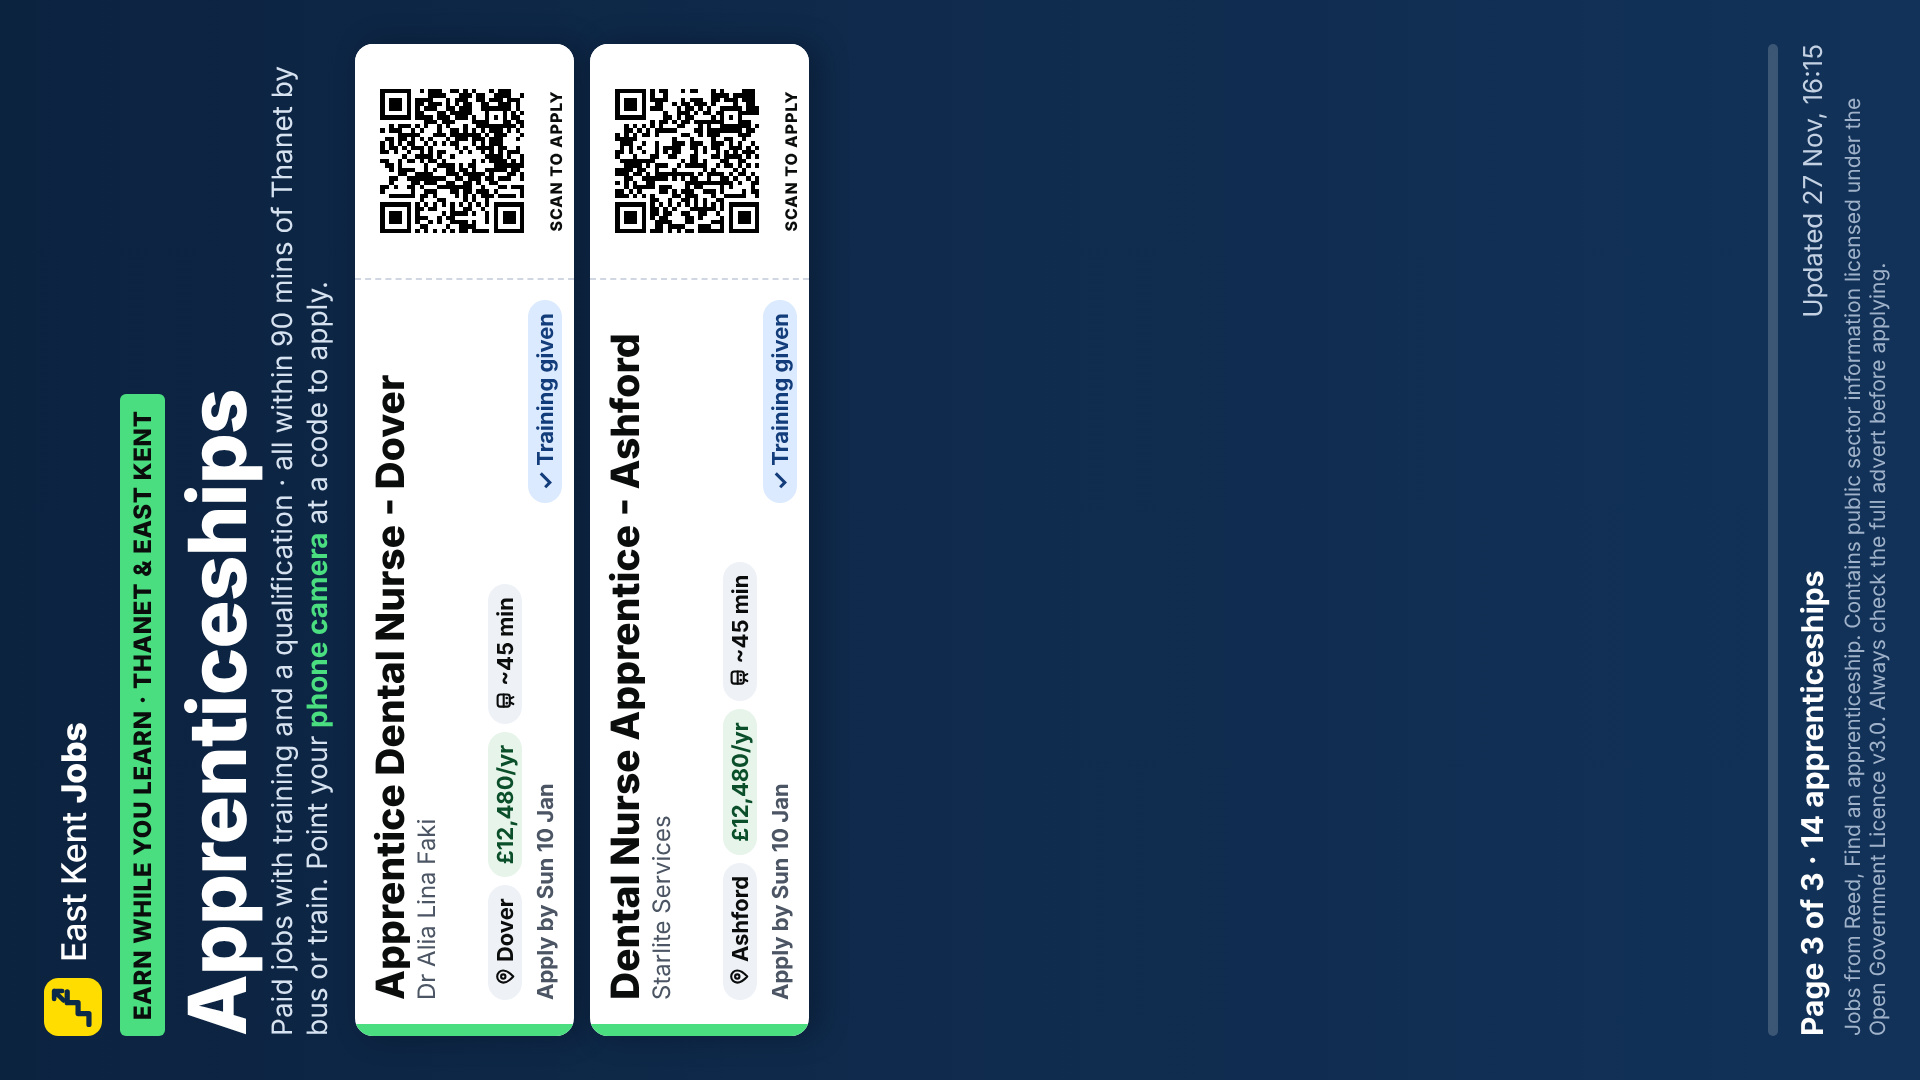 East Kent Jobs
EARN WHILE YOU LEARN · THANET & EAST KENT
Apprenticeships
Paid jobs with training and a qualification · all within 90 mins of Thanet by
bus or train. Point your phone camera at a code to apply.
Apprentice Dental Nurse - Dover
Dr Alia Lina Faki
Dover
£12,480/yr
~45 min
Apply by Sun 10 Jan
Training given
SCAN TO APPLY
Dental Nurse Apprentice - Ashford
Starlite Services
Ashford
£12,480/yr
~45 min
Apply by Sun 10 Jan
Training given
SCAN TO APPLY
Page 3 of 3 · 14 apprenticeships
Updated 27 Nov, 16:15
Jobs from Reed, Find an apprenticeship. Contains public sector information licensed under the
Open Government Licence v3.0. Always check the full advert before applying.